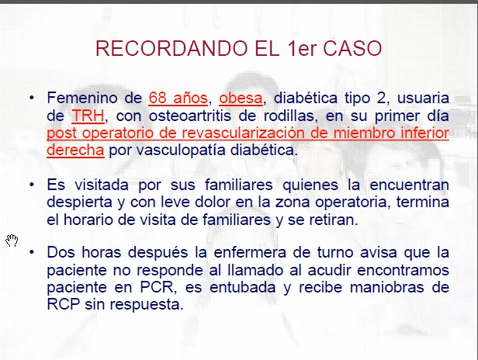 RECORDANDO EL 1er CASO
• Femenino de 68 años, obesa, diabética tipo 2, usuaria
de TRH, con osteoartritis de rodillas, en su primer día
post operatorio de revascularización de miembro inferior
derecha por vasculopatía diabética.
• Es visitada por sus familiares quienes la encuentran
despierta y con leve dolor en la zona operatoria, termina
el horario de visita de familiares y se retiran.
• Dos horas después la enfermera de turno avisa que la
paciente no responde al llamado al acudir encontramos
paciente en PCR, es entubada y recibe maniobras de
RCP sin respuesta.